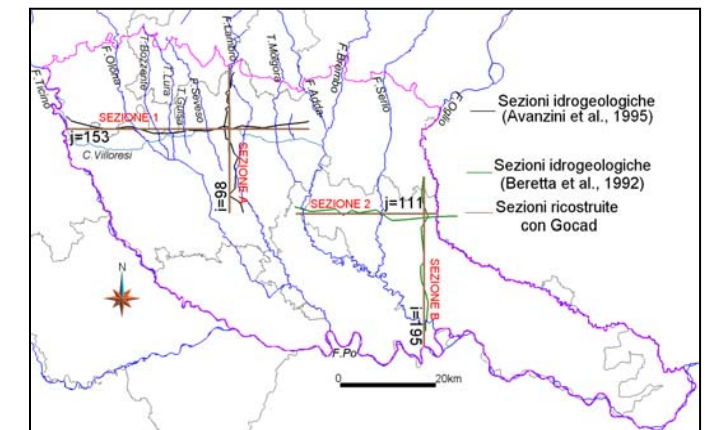 F.Ticino
F.Olona
T.Bozzente
T.Lura
T.Garbogera
F.Seveso
F.Lambro
T.Molgora
F.Adda
F.Brembo
F.Serio
F.Oglio
SEZIONE 1
j=153
C.Villoresi
i=98
SEZIONE A
SEZIONE 2
j=111
SEZIONE B
i=195
Sezioni idrogeologiche
(Avanzini et al., 1995)
Sezioni idrogeologiche
(Beretta et al., 1992)
Sezioni ricostruite
con Gocad
N
F.Po
0
20km